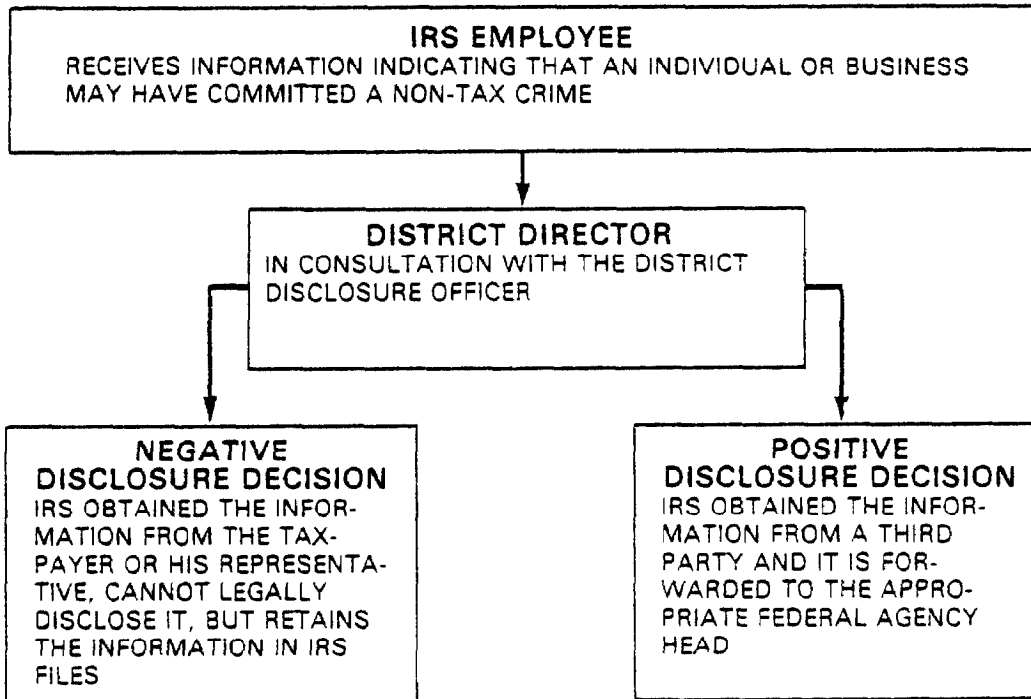 IRS EMPLOYEE
RECEIVES INFORMATION INDICATING THAT AN INDIVIDUAL OR BUSINESS
MAY HAVE COMMITTED A NON-TAX CRIME
DISTRICT DIRECTOR
IN CONSULTATION WITH THE DISTRICT
DISCLOSURE OFFICER
NEGATIVE
DISCLOSURE DECISION
IRS OBTAINED THE INFOR-
MATION FROM THE TAX-
PAYER OR HIS REPRESENTA-
TIVE, CANNOT LEGALLY
DISCLOSE IT, BUT RETAINS
THE INFORMATION IN IRS
FILES
POSITIVE
DISCLOSURE DECISION
IRS OBTAINED THE INFOR-
MATION FROM A THIRD
PARTY AND IT IS FOR-
WARDED TO THE APPRO-
PRIATE FEDERAL AGENCY
HEAD